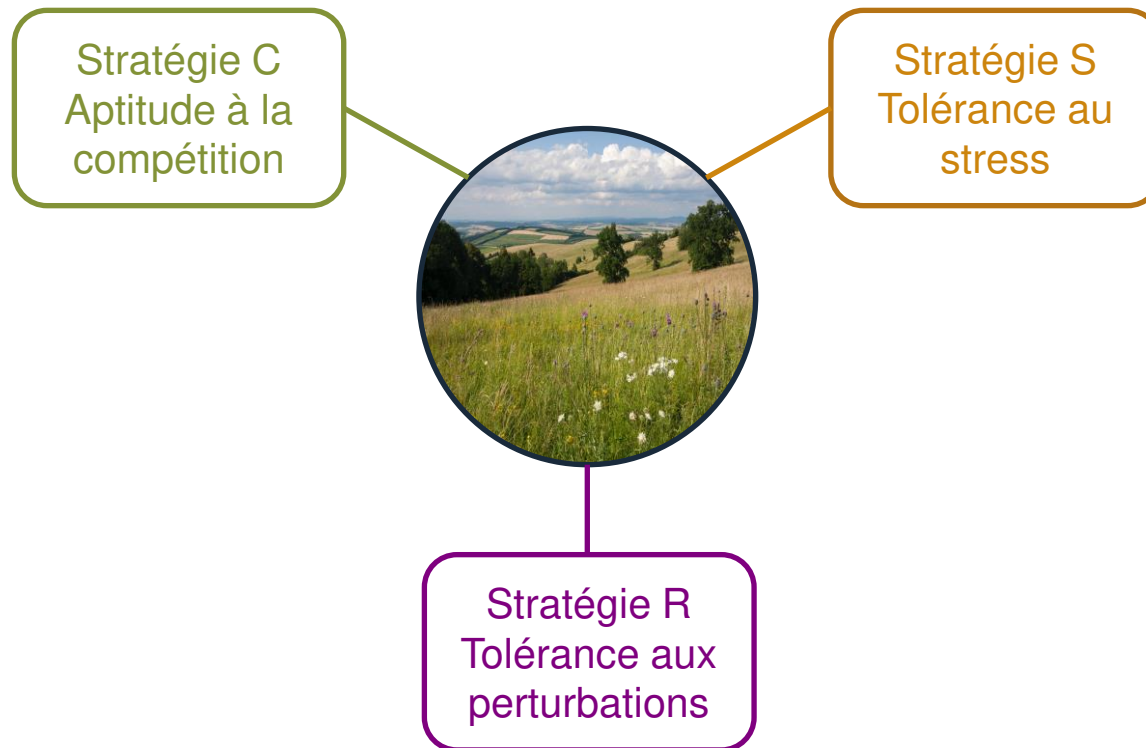 Stratégie C
Aptitude à la
compétition
Stratégie S
Tolérance au
stress
Stratégie R
Tolérance aux
perturbations